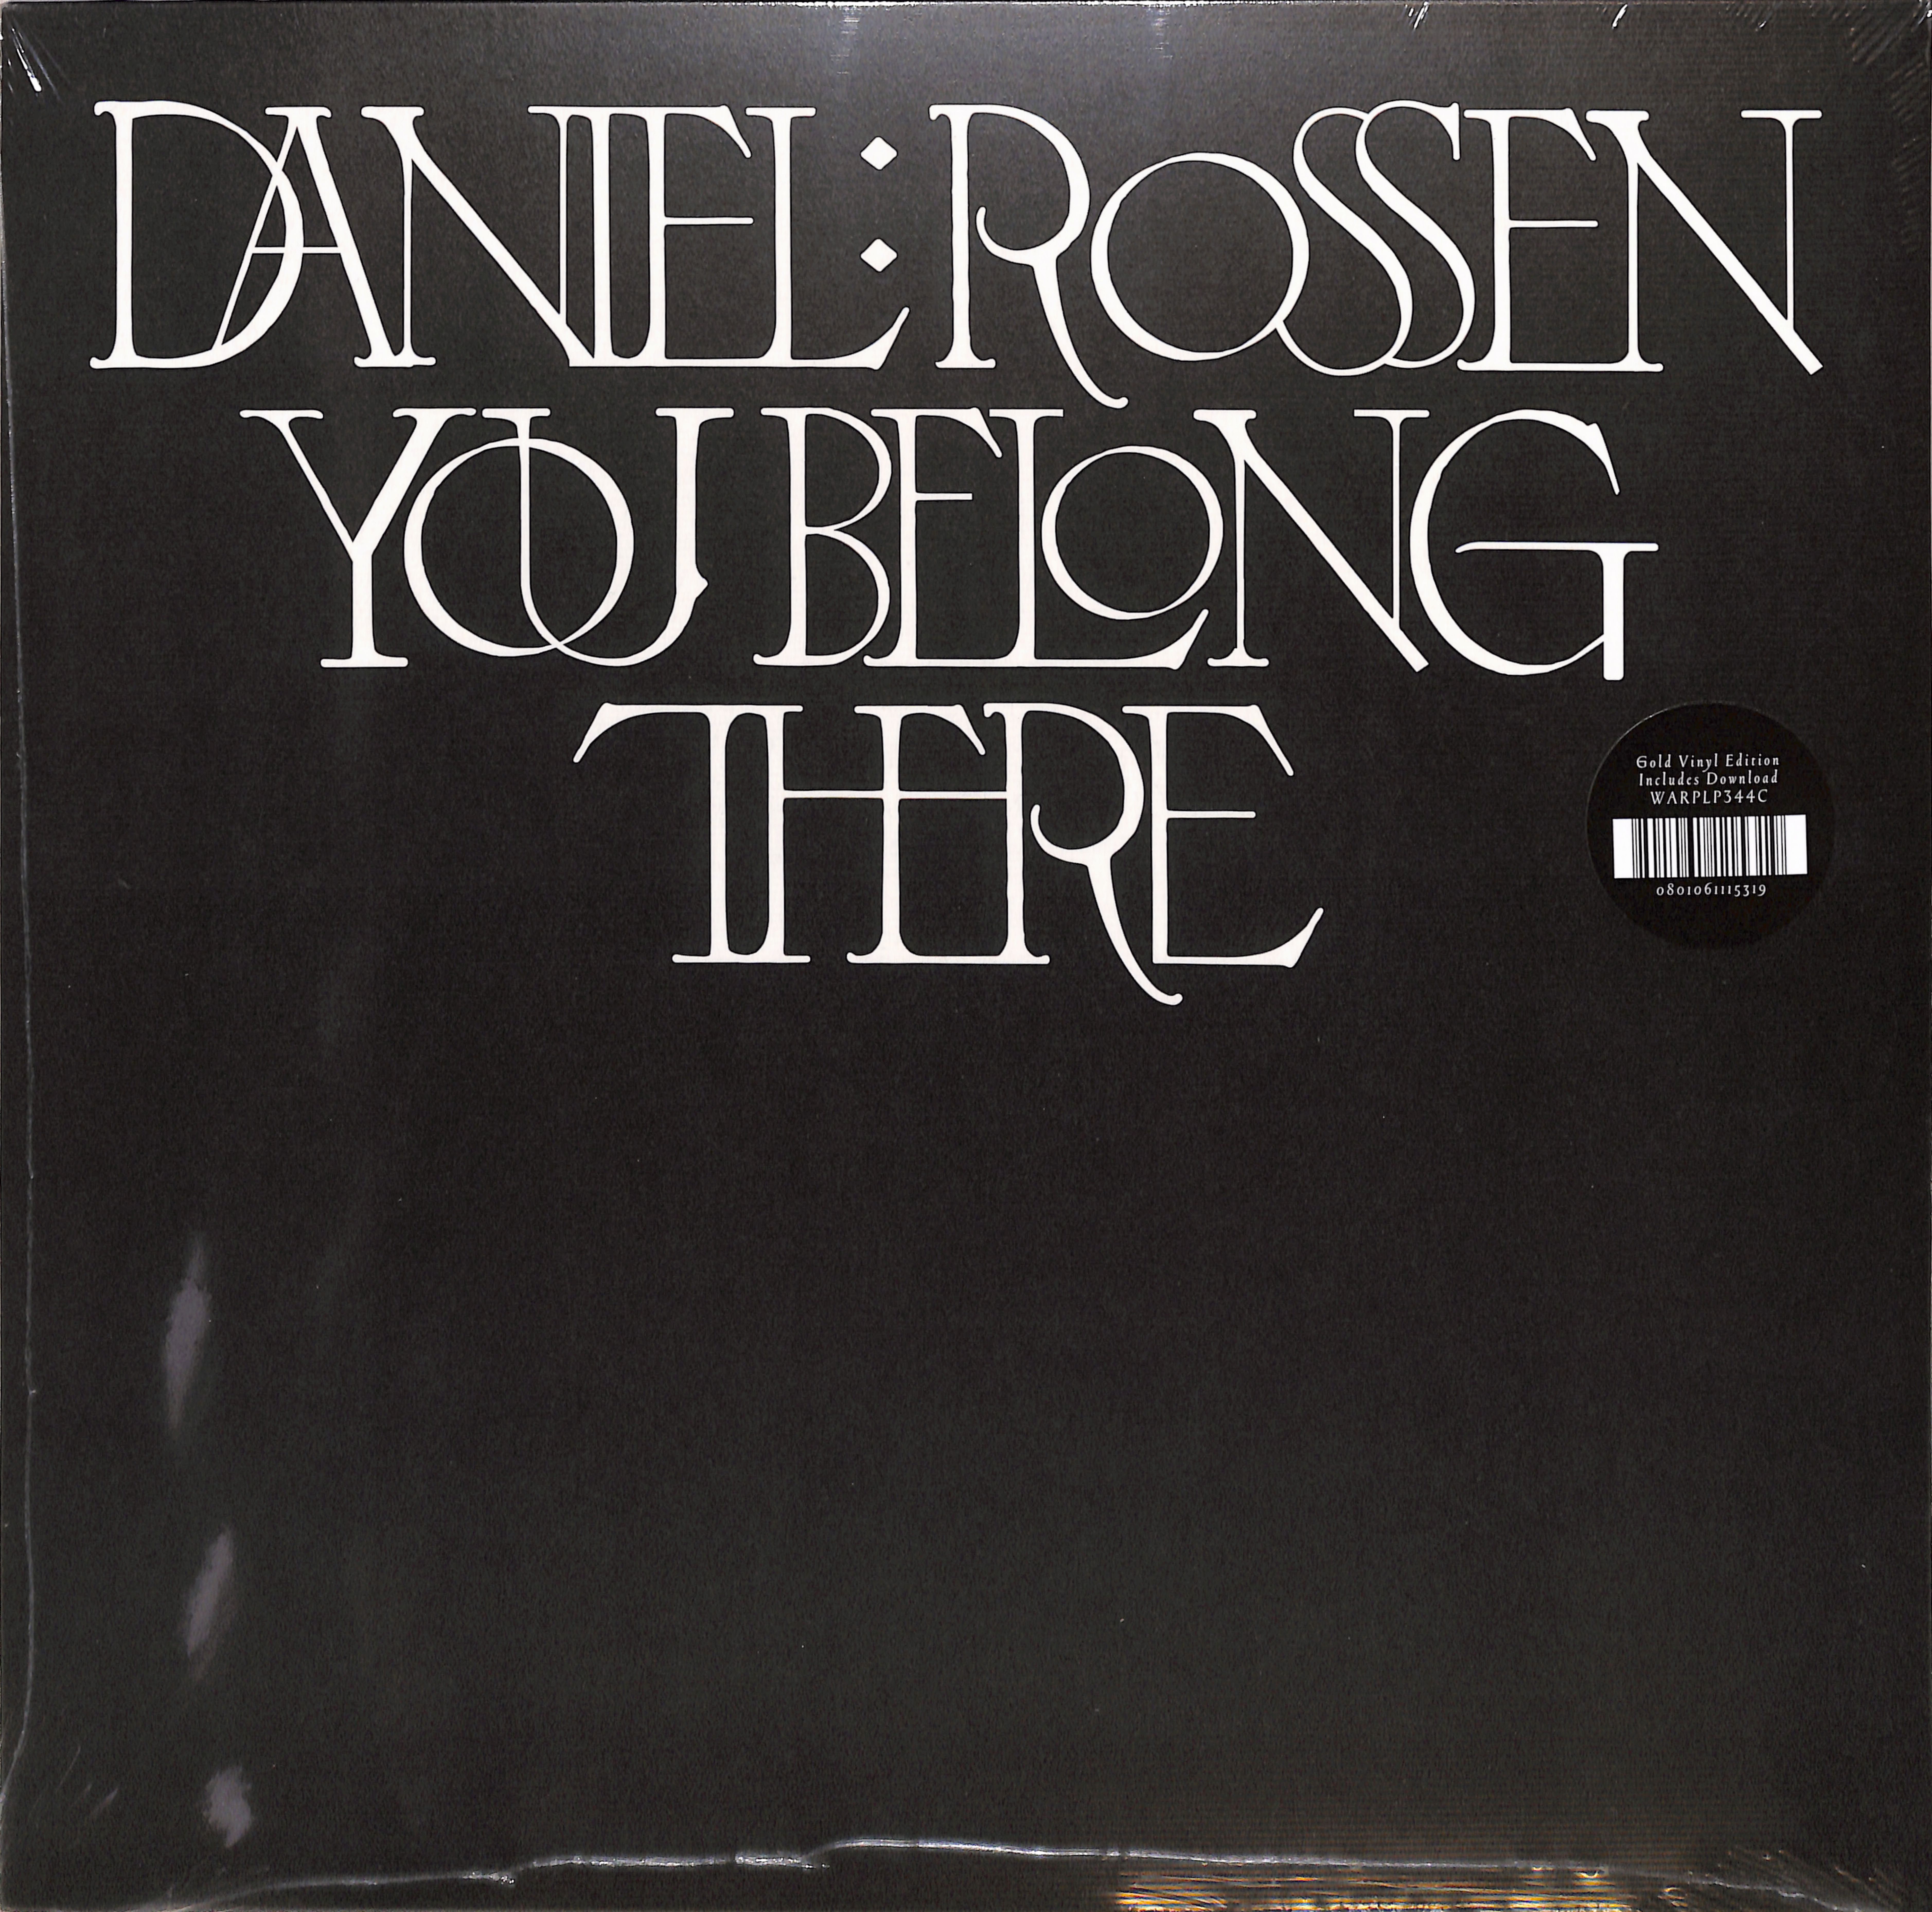 DANIEL: ROSSEN
YOU BELONG
THERE
Gold Vinyl Edition
Includes Download
WARPLP344C
0801061115319